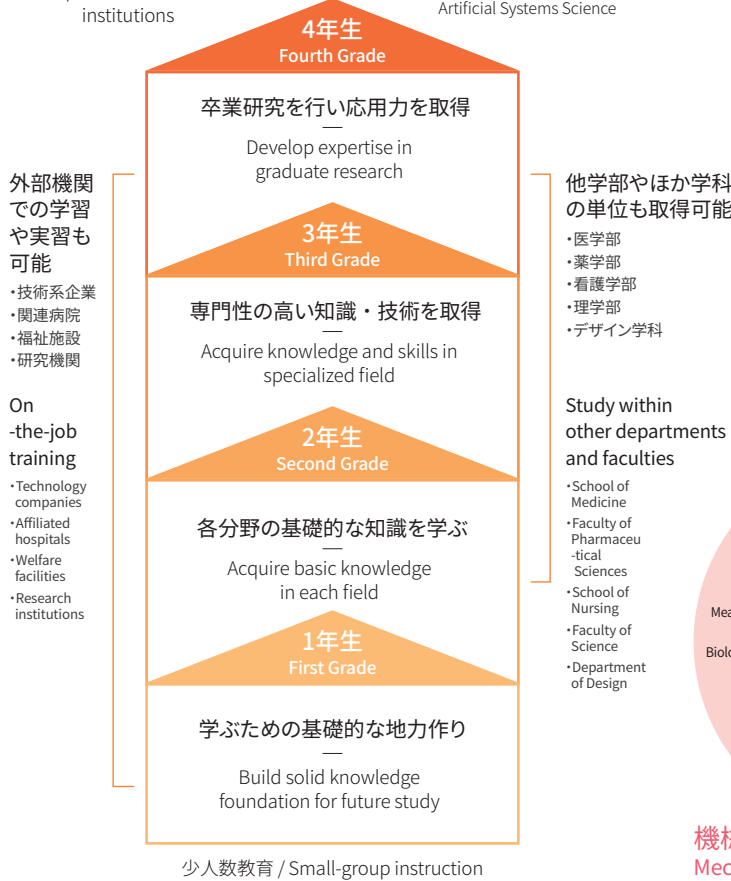 institutions
Artificial Systems Science
4年生
Fourth Grade
卒業研究を行い応用力を取得
Develop expertise in
graduate research
3年生
Third Grade
専門性の高い知識・技術を取得
Acquire knowledge and skills in
specialized field
2年生
Second Grade
各分野の基礎的な知識を学ぶ
Acquire basic knowledge
in each field
1年生
First Grade
学ぶための基礎的な地力作り
Build solid knowledge
foundation for future study
少人数教育 / Small-group instruction
外部機関
での学習
や実習も
可能
・技術系企業
・関連病院
・福祉施設
・研究機関
On
-the-job
training
・Technology
companies
・Affiliated
hospitals
・Welfare
facilities
・Research
institutions
他学部やほか学科
の単位も取得可能
・医学部
・薬学部
・看護学部
・理学部
・デザイン学科
Study within
other departments
and faculties
・School of
Medicine
・Faculty of
Pharmaceu
-tical
Sciences
・School of
Nursing
・Faculty of
Science
・Department
of Design